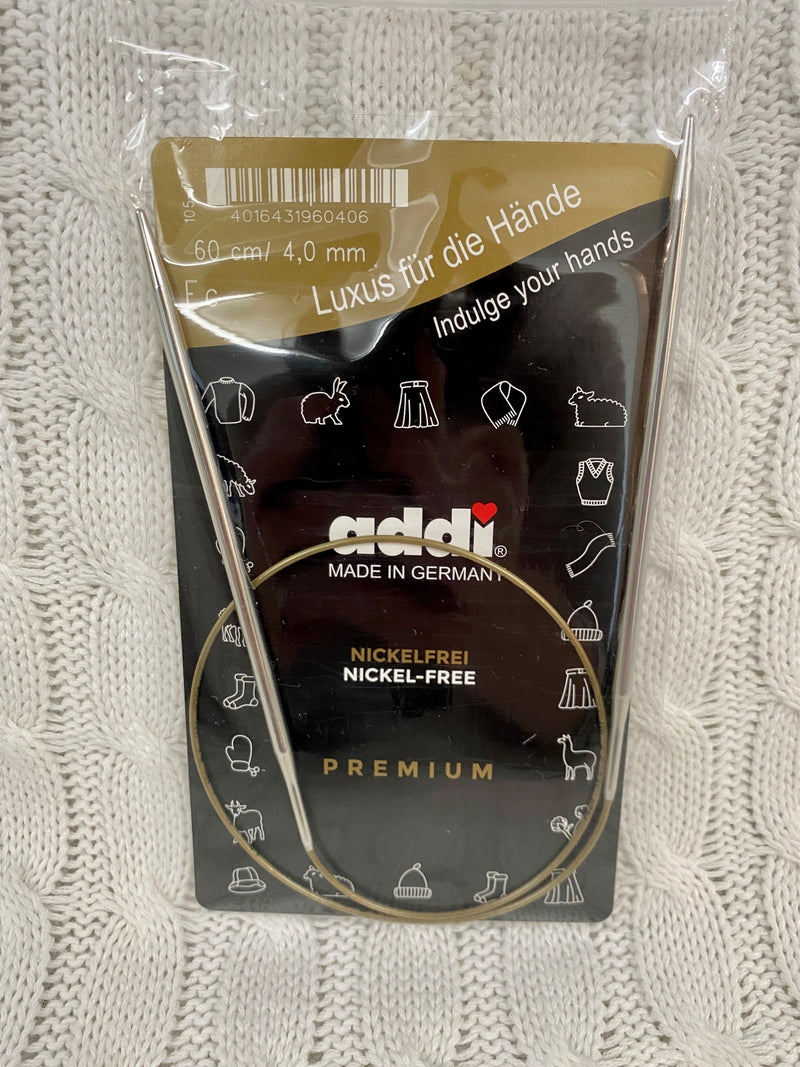 4016431960406
60 cm/ 4,0 mm
Luxus für die Hände
Indulge your hands
addi®
MADE IN GERMANY
NICKELFREI
NICKEL-FREE
PREMIUM